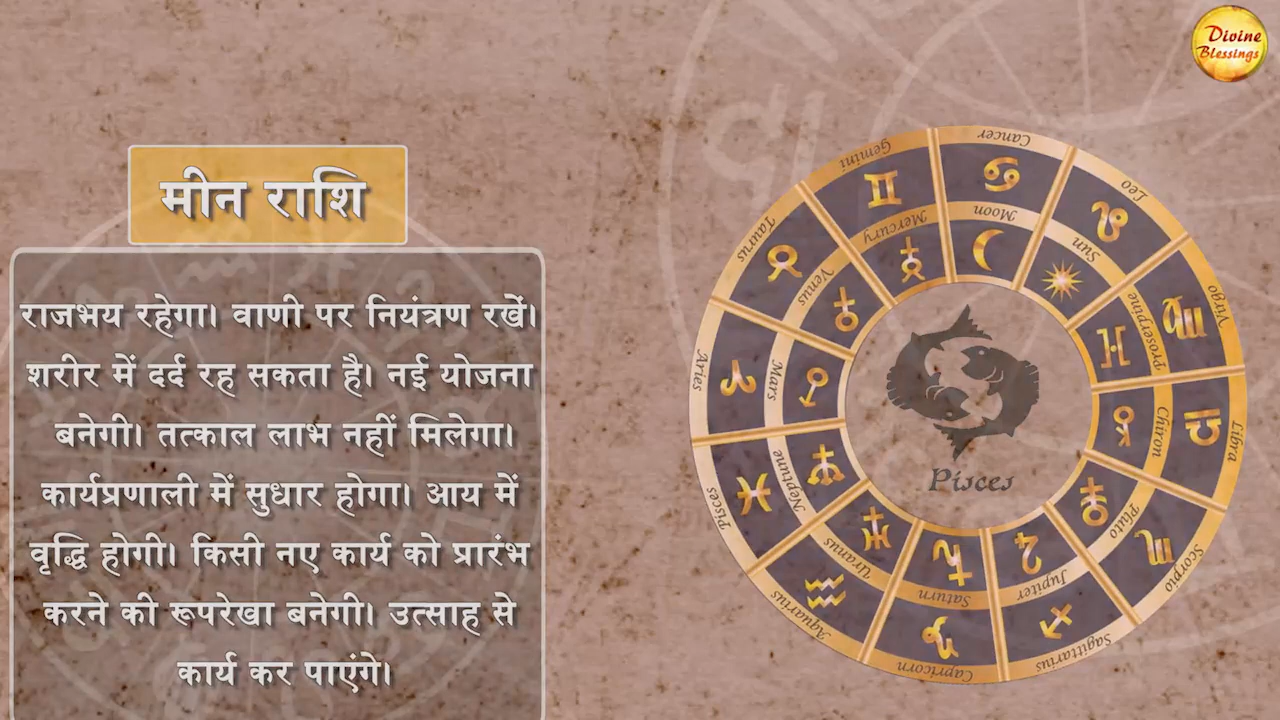 Divine
Blessings
मीन राशि
राजभय रहेगा। वाणी पर नियंत्रण रखें।
शरीर में दर्द रह सकता है। नई योजना
बनेगी। तत्काल लाभ नहीं मिलेगा।
कार्यप्रणाली में सुधार होगा। आय में
वृद्धि होगी। किसी नए कार्य को प्रारंभ
करने की रूपरेखा बनेगी। उत्साह से
कार्य कर पाएंगे।
Cancer
Leo
Virgo
Libra
Scorpio
Sagittarius
Capricorn
Aquarius
Pisces
Aries
Taurus
Gemini
Moon
Sun
Proserpine
Chiron
Pluto
Jupiter
Saturn
Uranus
Neptune
Mars
Venus
Mercury
Pisces